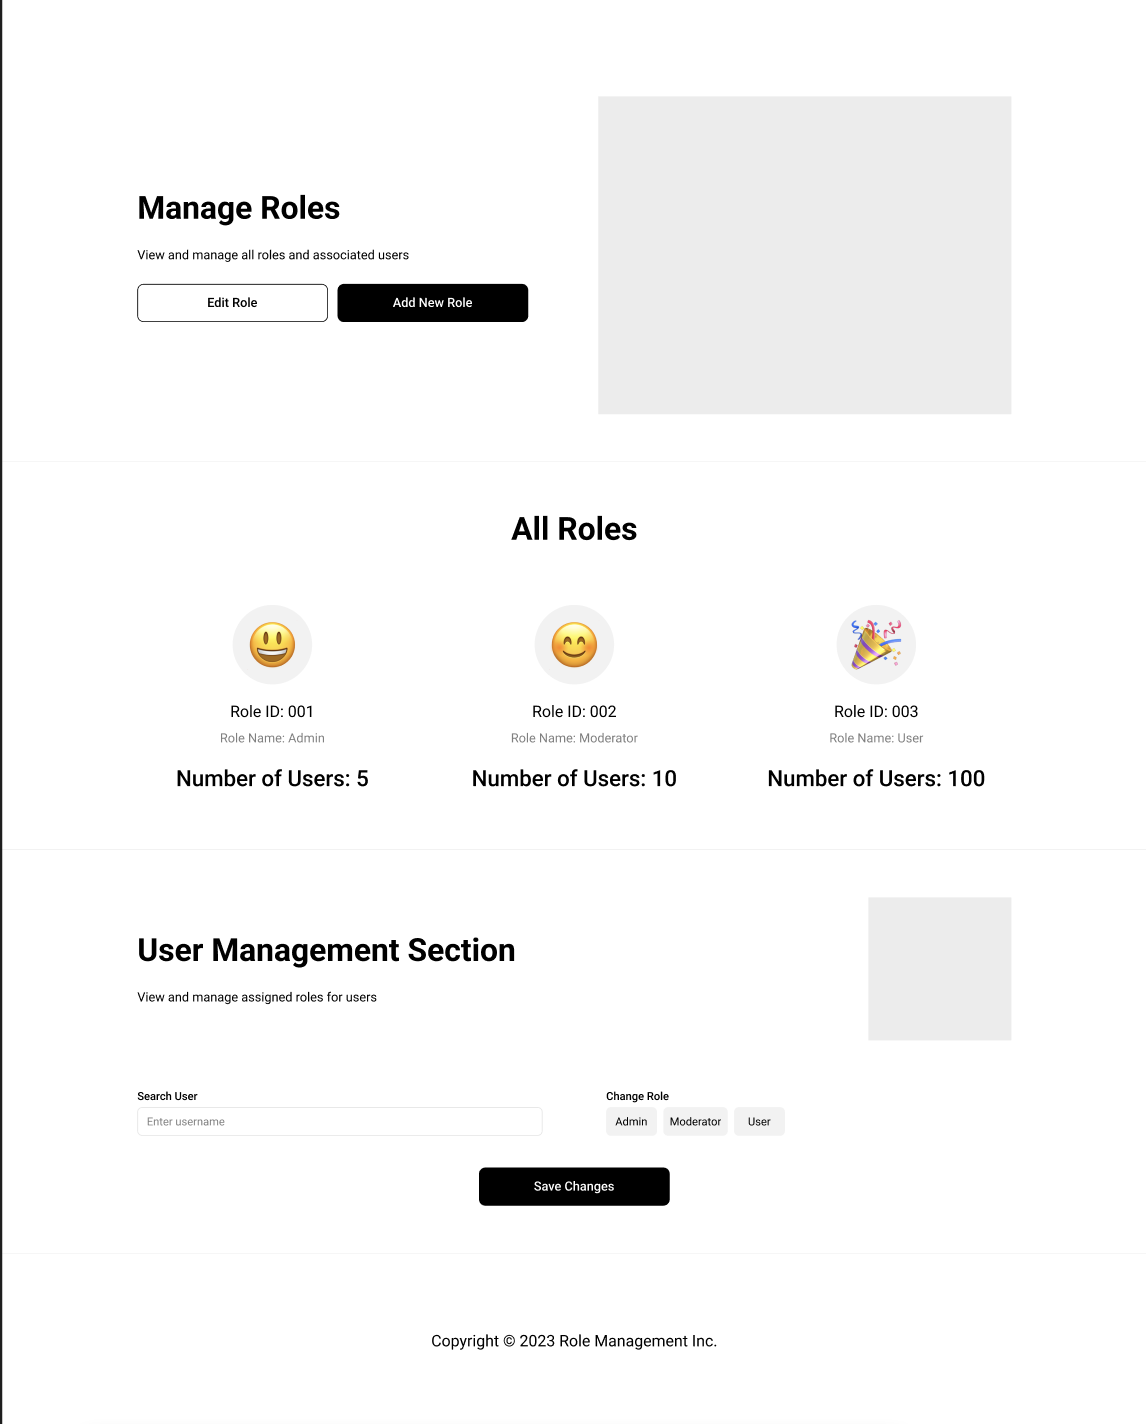 Manage Roles
View and manage all roles and associated users
Edit Role
Add New Role
All Roles
Role ID: 001
Role Name: Admin
Number of Users: 5
Role ID: 002
Role Name: Moderator
Number of Users: 10
Role ID: 003
Role Name: User
Number of Users: 100
User Management Section
View and manage assigned roles for users
Search User
Enter username
Change Role
Admin
Moderator
User
Save Changes
Copyright © 2023 Role Management Inc.